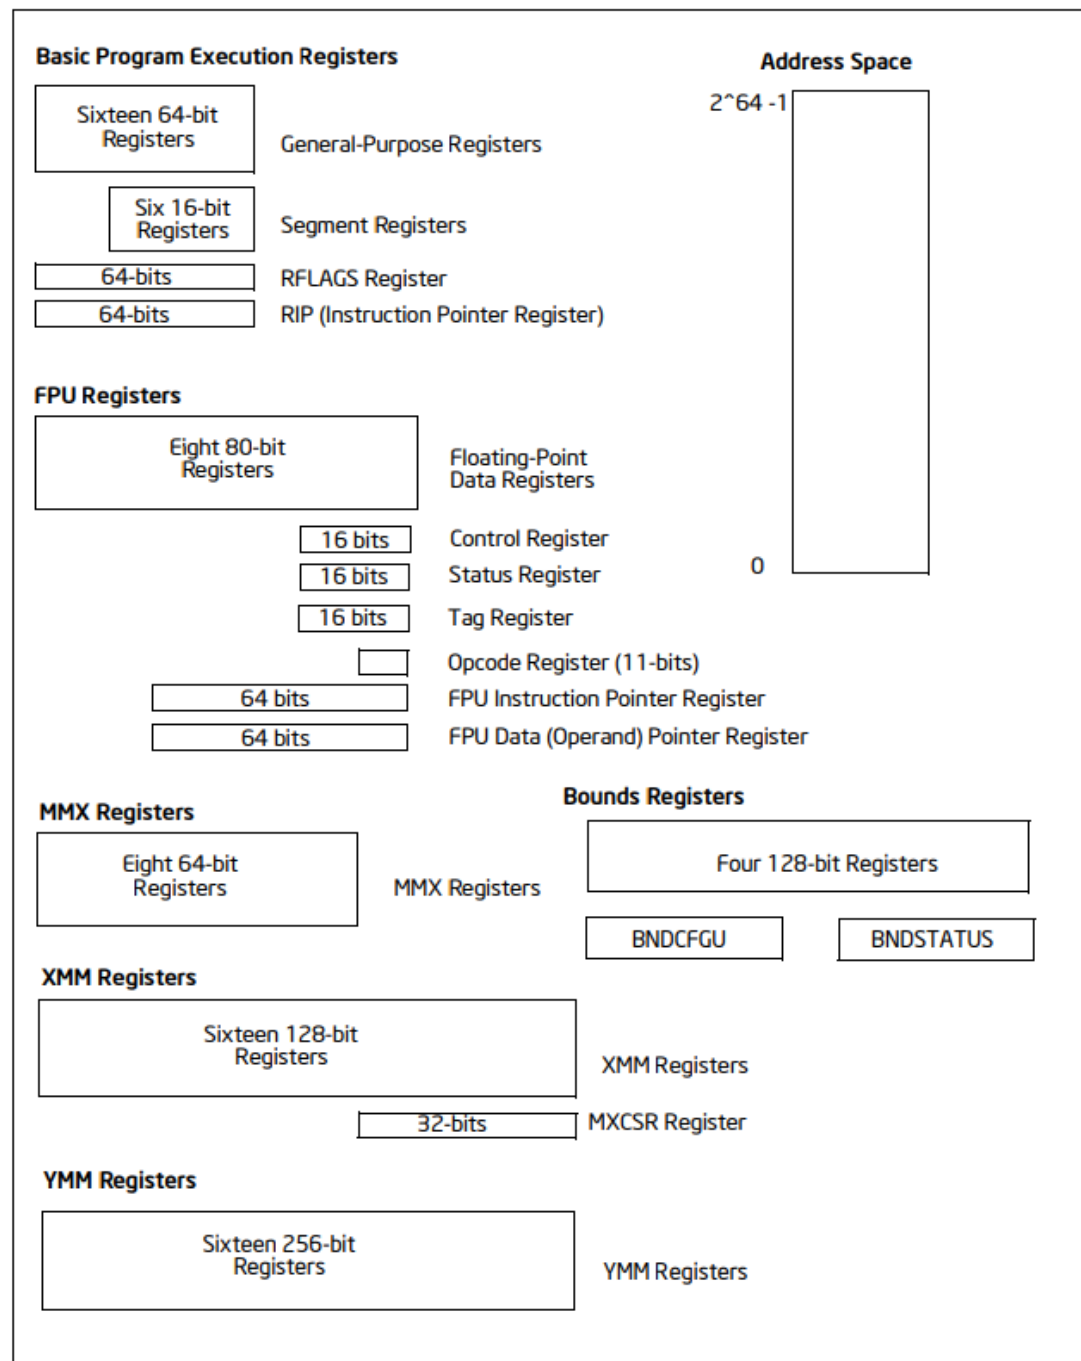 Basic Program Execution Registers
Address Space
2^64 -1
Sixteen 64-bit
Registers
General-Purpose Registers
Six 16-bit
Registers
Segment Registers
64-bits
RFLAGS Register
64-bits
RIP (Instruction Pointer Register)
FPU Registers
Eight 80-bit
Registers
Floating-Point
Data Registers
16 bits
Control Register
0
16 bits
Status Register
16 bits
Tag Register
Opcode Register (11-bits)
64 bits
FPU Instruction Pointer Register
64 bits
FPU Data (Operand) Pointer Register
MMX Registers
Eight 64-bit
Registers
MMX Registers
Bounds Registers
Four 128-bit Registers
BNDCFGU
BNDSTATUS
XMM Registers
Sixteen 128-bit
Registers
XMM Registers
32-bits
MXCSR Register
YMM Registers
Sixteen 256-bit
Registers
YMM Registers